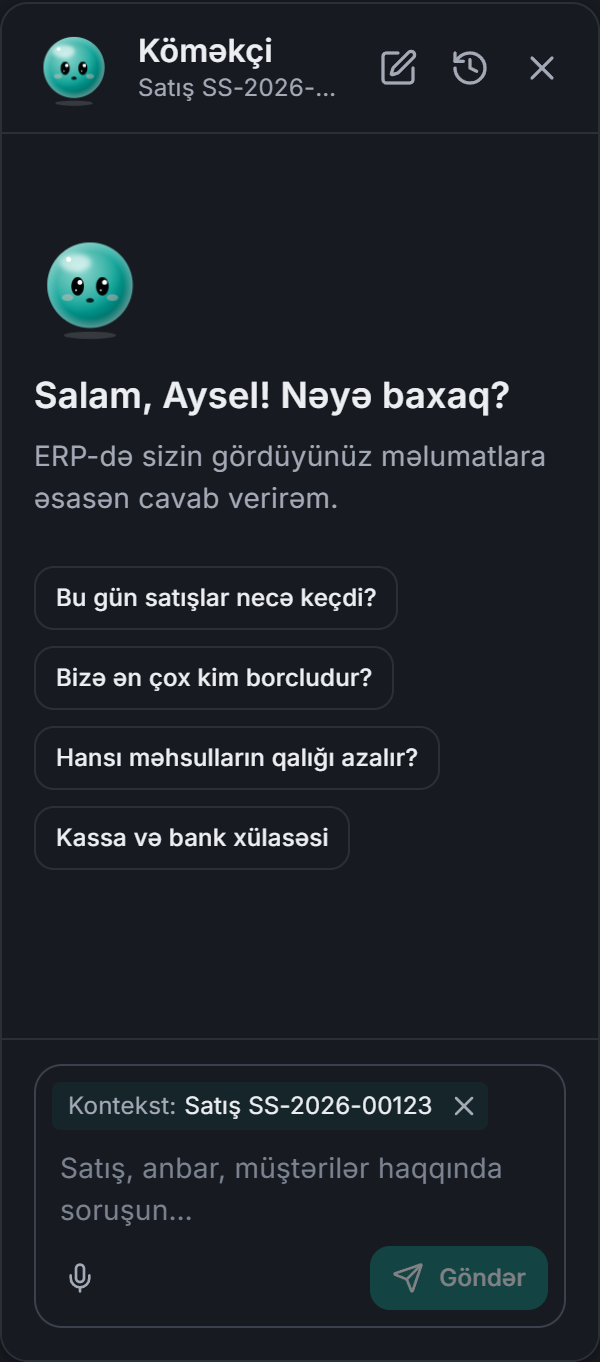 Köməkçi
Satış SS-2026-...
Salam, Aysel! Nəyə baxaq?
ERP-də sizin gördüyünüz məlumatlara
əsasən cavab verirəm.
Bu gün satışlar necə keçdi?
Bizə ən çox kim borcludur?
Hansı məhsulların qalığı azalır?
Kassa və bank xülasəsi
Kontekst: Satış SS-2026-00123
Satış, anbar, müştərilər haqqında
soruşun...
Göndər